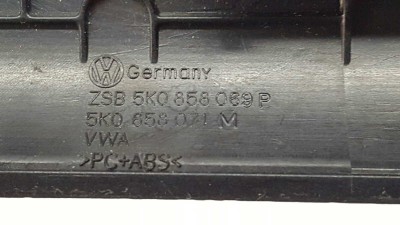 Germany
ZSB 5K0 858 069 P
5K0 858 071 M
VWA
>PC+ABS<